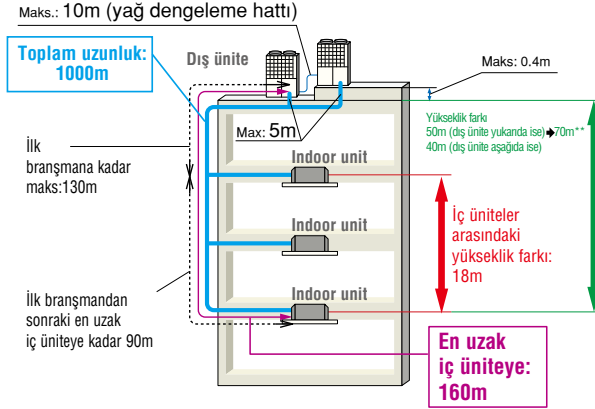 Maks.: 10m (yağ dengeleme hattı)
Toplam uzunluk:
1000m
Dış ünite
Maks: 0.4m
Max: 5m
Yükseklik farkı
50m (dış ünite yukarıda ise) 70m**
40m (dış ünite aşağıda ise)
İlk
branşmana kadar
maks:130m
Indoor unit
Indoor unit
Indoor unit
İç üniteler
arasındaki
yükseklik farkı:
18m
İlk branşmandan
sonraki en uzak
iç üniteye kadar 90m
En uzak
iç üniteye:
160m